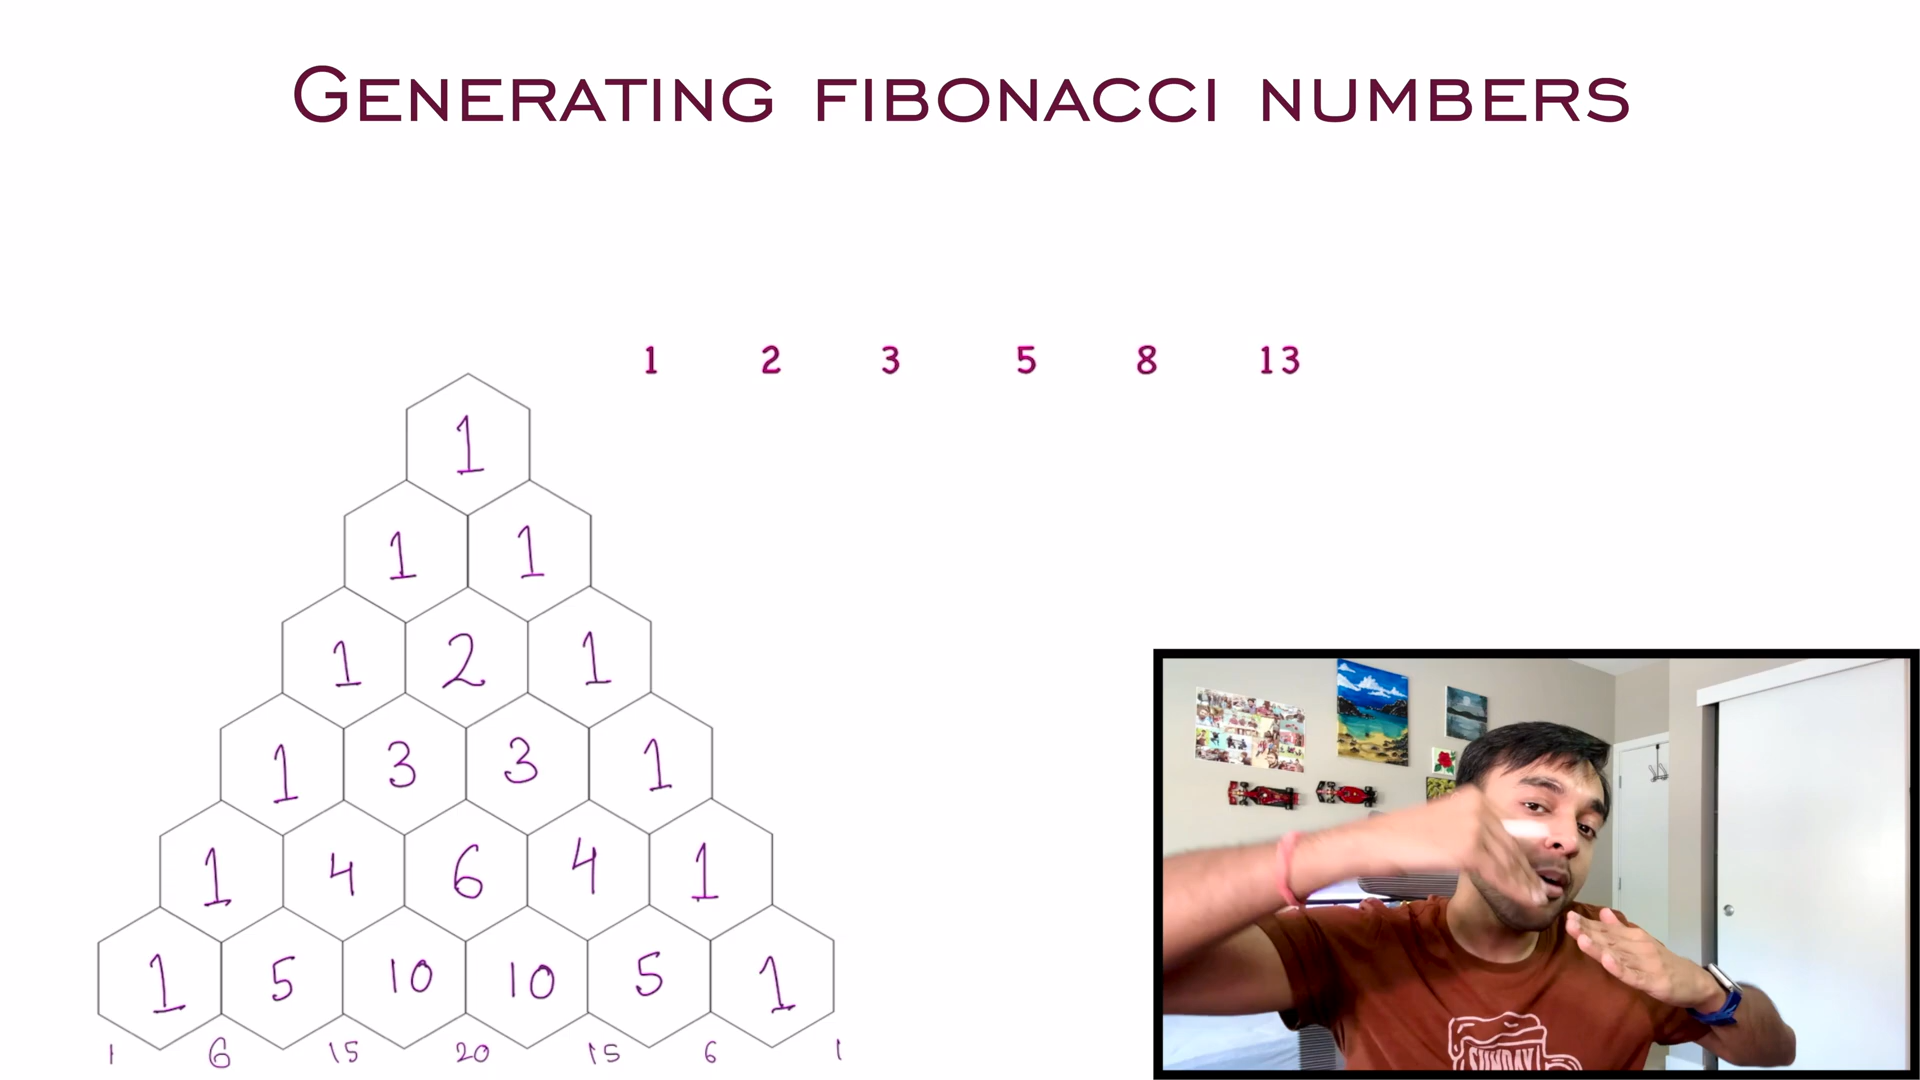 GENERATING FIBONACCI NUMBERS
1 2 3 5 8 13
1
1 1
1 2 1
1 3 3 1
1 4 6 4 1
1 5 10 10 5 1
1 6 15 20 15 6 1
SUNDAY